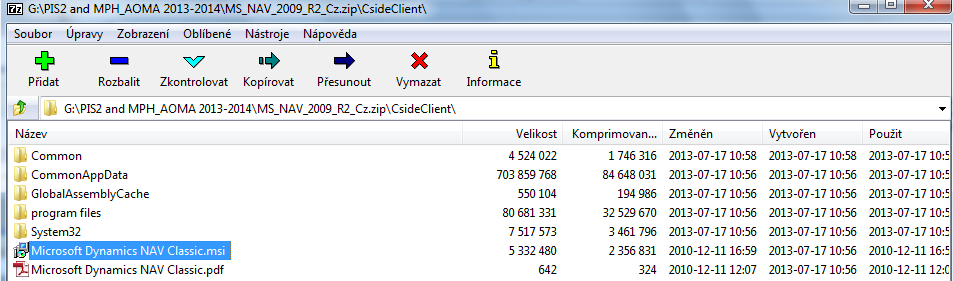 G:\PIS2 and MPH_AOMA 2013-2014\MS_NAV_2009_R2_Cz.zip\CsideClient\
Soubor Úpravy Zobrazení Oblíbené Nástroje Nápověda
Přidat Rozbalit Zkontrolovat Kopírovat Přesunout Vymazat Informace
G:\PIS2 and MPH_AOMA 2013-2014\MS_NAV_2009_R2_Cz.zip\CsideClient\
Název Velikost Komprimovan... Změněn Vytvořen Použit
Common 4 524 022 1 746 316 2013-07-17 10:58 2013-07-17 10:58 2013-07-17 10:5
CommonAppData 703 859 768 84 648 031 2013-07-17 10:56 2013-07-17 10:56 2013-07-17 10:5
GlobalAssemblyCache 550 104 194 986 2013-07-17 10:56 2013-07-17 10:56 2013-07-17 10:5
program files 80 681 331 32 529 670 2013-07-17 10:56 2013-07-17 10:56 2013-07-17 10:5
System32 7 517 573 3 461 796 2013-07-17 10:56 2013-07-17 10:56 2013-07-17 10:5
Microsoft Dynamics NAV Classic.msi 5 332 480 2 356 831 2010-12-11 16:59 2013-07-17 10:56 2010-12-11 16:5
Microsoft Dynamics NAV Classic.pdf 642 324 2010-12-11 12:07 2013-07-17 10:56 2010-12-11 12:0